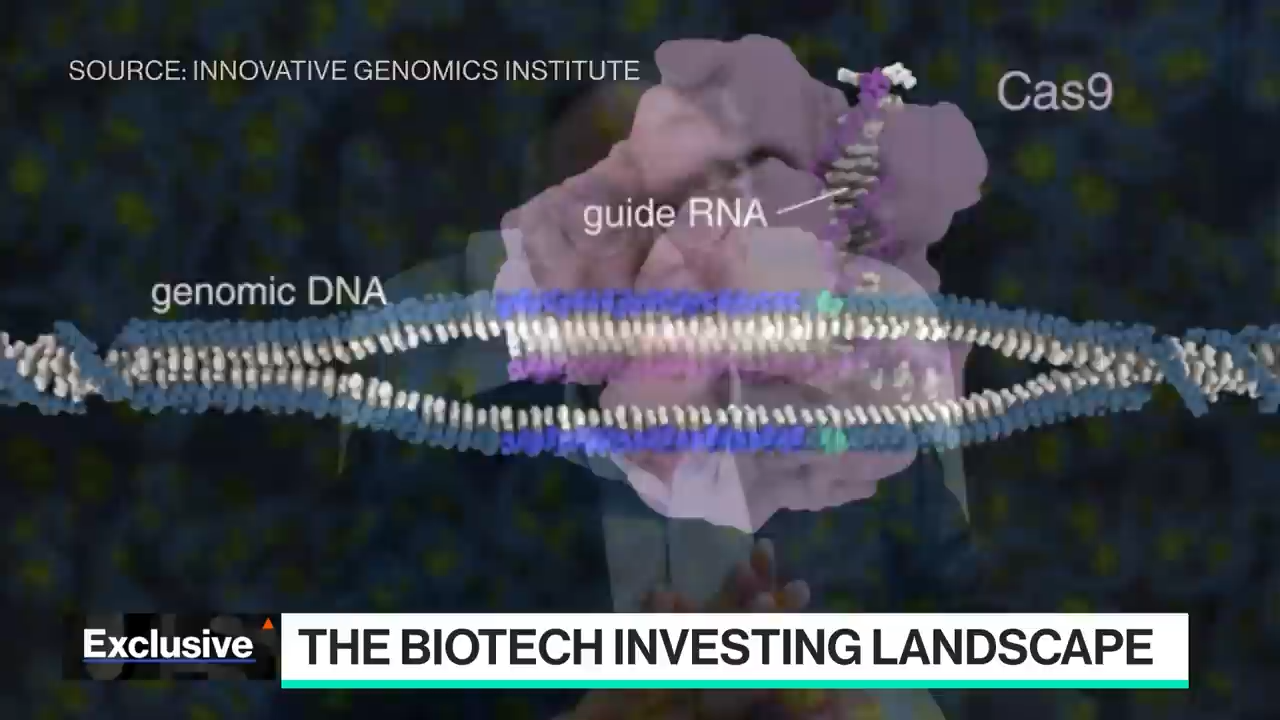 SOURCE: INNOVATIVE GENOMICS INSTITUTE
Cas9
guide RNA
genomic DNA
Exclusive
THE BIOTECH INVESTING LANDSCAPE